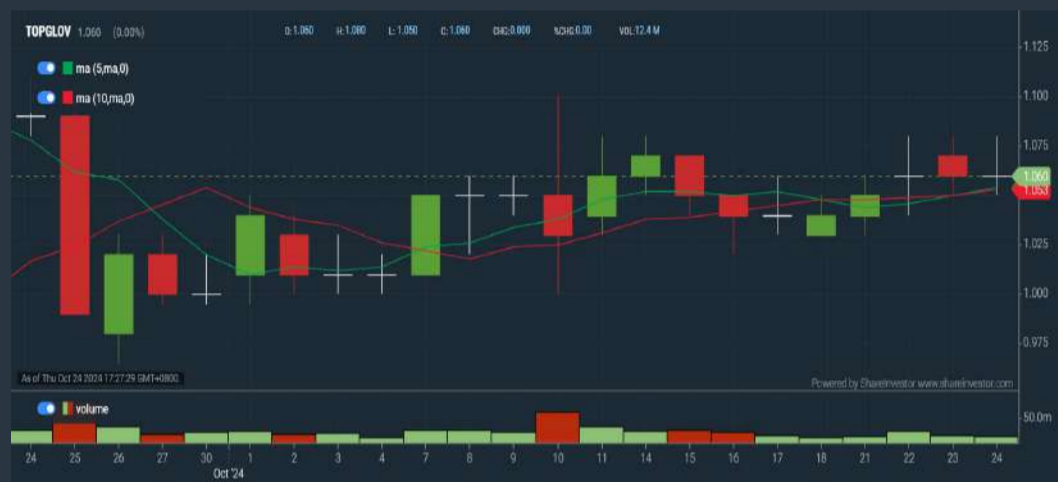 TOPGLOV 1.060 (0.00%) O: 1.060 H: 1.080 L: 1.050 C: 1.060 CHG:0.000 %CHG:0.00 VOL:12.4 M
ma (5,ma,0)
ma (10,ma,0)
1.125
1.100
1.075
1.060
1.053
1.025
1.000
0.975
As of Thu Oct 24 2024 17:27:29 GMT+0800
Powered by ShareInvestor www.shareinvestor.com
volume
50.0m
24 25 26 27 30 1 2 3 4 7 8 9 10 11 14 15 16 17 18 21 22 23 24
Oct '24